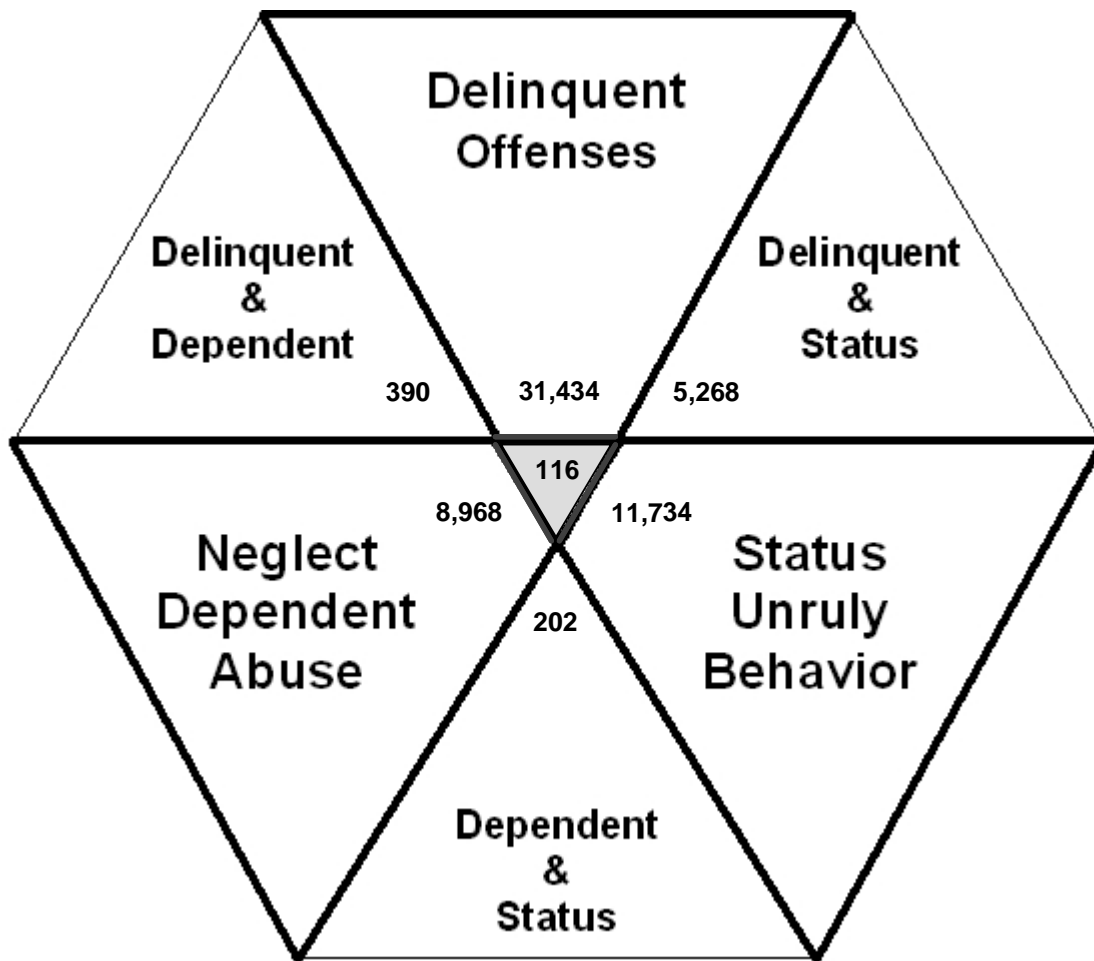 Delinquent
Offenses
Delinquent
&
Dependent
Delinquent
&
Status
390
31,434
5,268
116
8,968
11,734
Neglect
Dependent
Abuse
Status
Unruly
Behavior
202
Dependent
&
Status